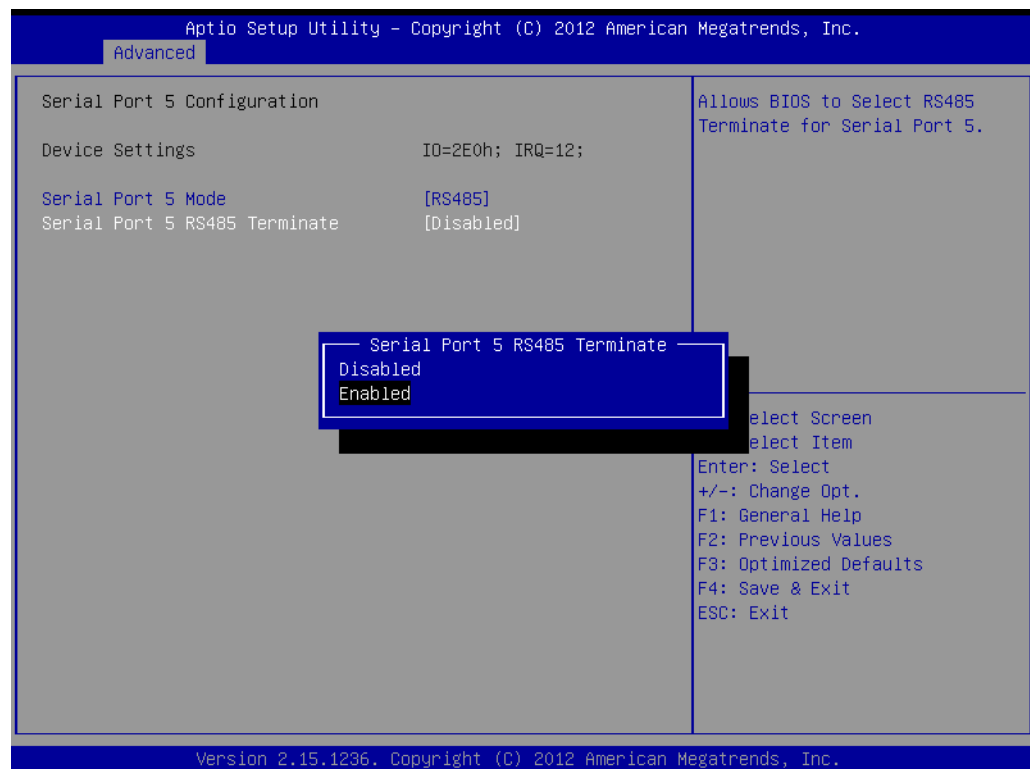 Aptio Setup Utility – Copyright (C) 2012 American Megatrends, Inc.
Advanced
Serial Port 5 Configuration
Device Settings IO=2E0h; IRQ=12;
Serial Port 5 Mode [RS485]
Serial Port 5 RS485 Terminate [Disabled]
Serial Port 5 RS485 Terminate
Disabled
Enabled
Allows BIOS to Select RS485
Terminate for Serial Port 5.
elect Screen
elect Item
Enter: Select
+/-: Change Opt.
F1: General Help
F2: Previous Values
F3: Optimized Defaults
F4: Save & Exit
ESC: Exit
Version 2.15.1236. Copyright (C) 2012 American Megatrends, Inc.